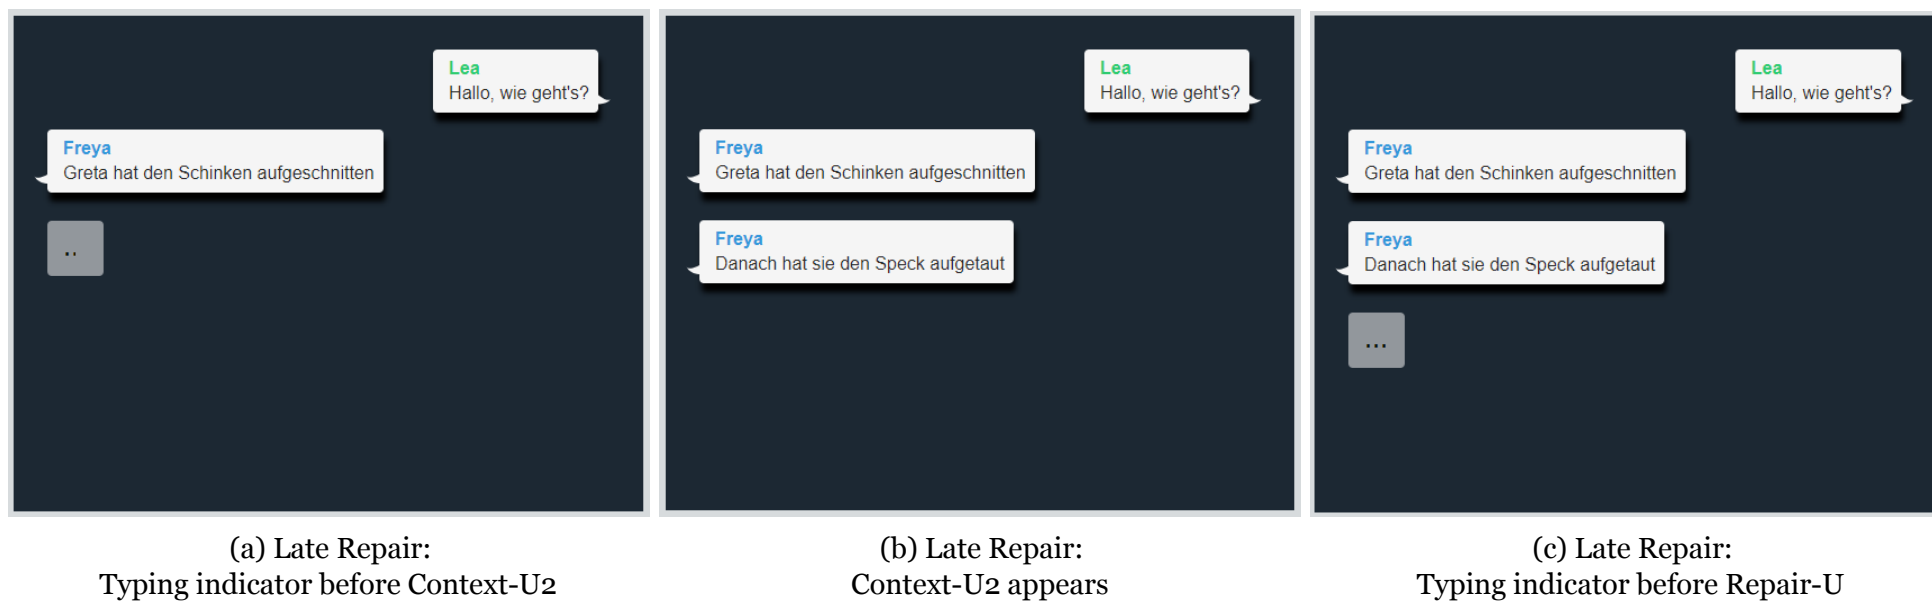 Lea
Hallo, wie geht's?
Freya
Greta hat den Schinken aufgeschnitten
..
(a) Late Repair:
Typing indicator before Context-U2
Lea
Hallo, wie geht's?
Freya
Greta hat den Schinken aufgeschnitten
Freya
Danach hat sie den Speck aufgetaut
(b) Late Repair:
Context-U2 appears
Lea
Hallo, wie geht's?
Freya
Greta hat den Schinken aufgeschnitten
Freya
Danach hat sie den Speck aufgetaut
...
(c) Late Repair:
Typing indicator before Repair-U